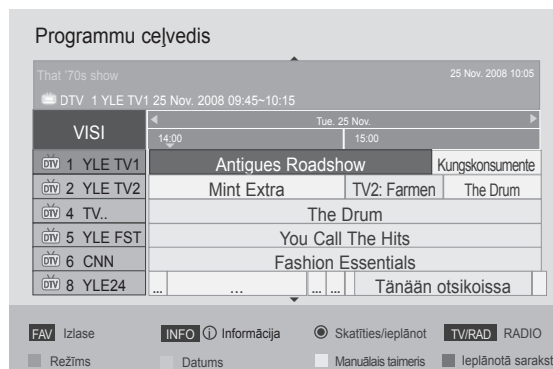 Programmu ceļvedis
That '70s show 25 Nov. 2008 10:05
DTV 1 YLE TV1 25 Nov. 2008 09:45~10:15
VISI
Tue. 25 Nov.
14:00 15:00
DTV 1 YLE TV1 Antigues Roadshow Kungskonsumente
DTV 2 YLE TV2 Mint Extra TV2: Farmen The Drum
DTV 4 TV.. The Drum
DTV 5 YLE FST You Call The Hits
DTV 6 CNN Fashion Essentials
DTV 8 YLE24 ... ... ... ... Tänään otsikoissa
FAV Izlase INFO i Informācija Skatīties/ieplānot TV/RAD RADIO
Režīms Datums Manuālais taimeris Ieplānotā sarakst